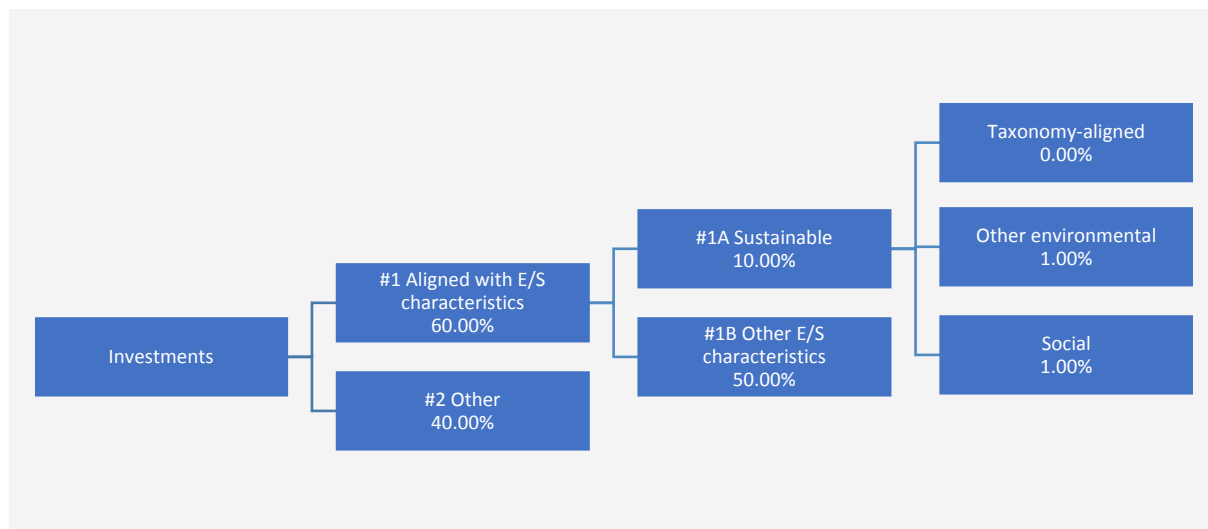 Investments
#1 Aligned with E/S
characteristics
60.00%
#2 Other
40.00%
#1A Sustainable
10.00%
#1B Other E/S
characteristics
50.00%
Taxonomy-aligned
0.00%
Other environmental
1.00%
Social
1.00%